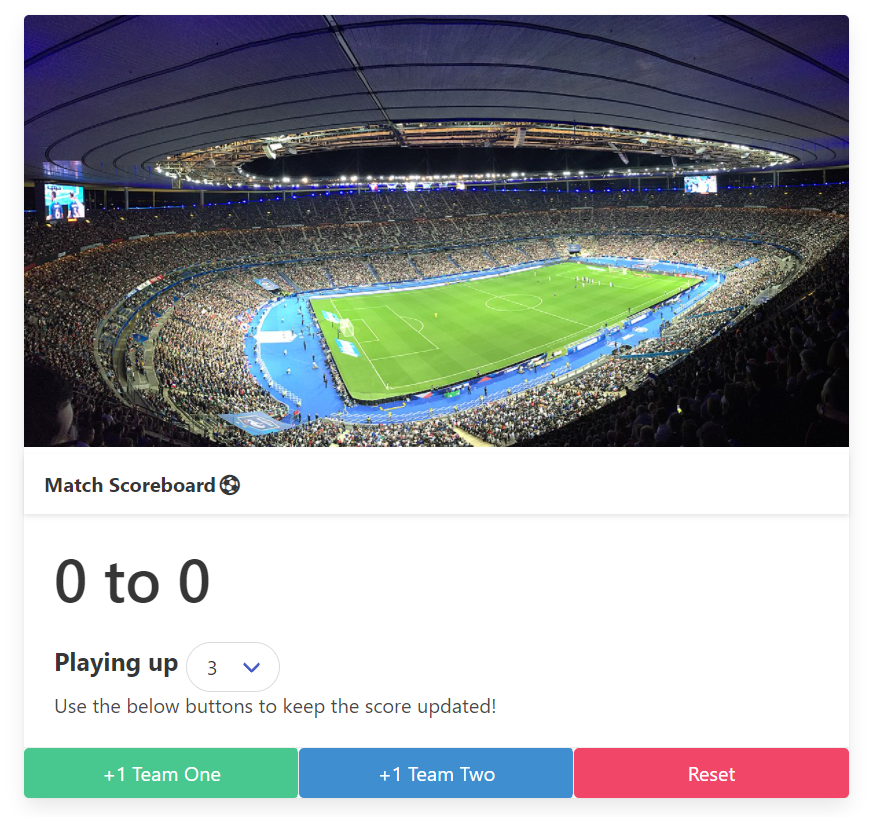 Match Scoreboard
0 to 0
Playing up 3
Use the below buttons to keep the score updated!
+1 Team One +1 Team Two Reset